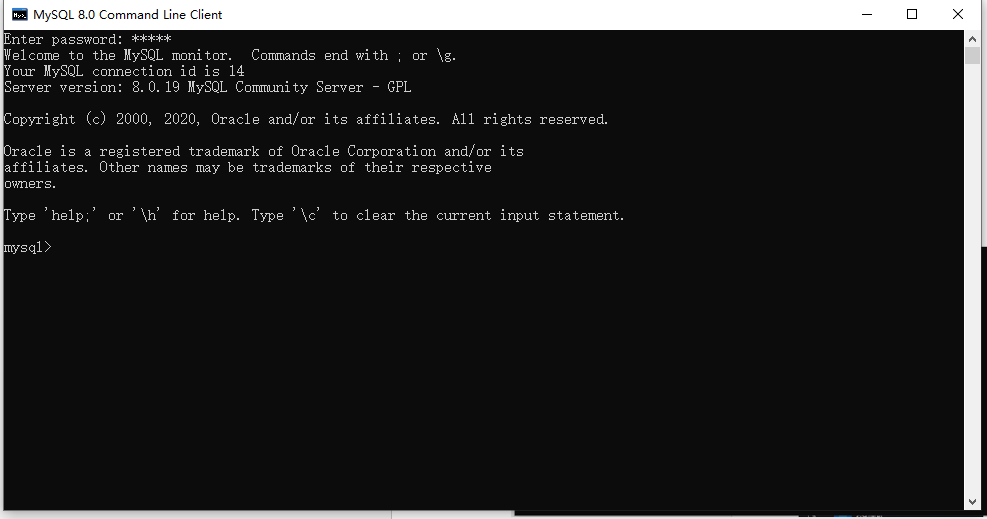 MySQL 8.0 Command Line Client
Enter password: *****
Welcome to the MySQL monitor.  Commands end with ; or \g.
Your MySQL connection id is 14
Server version: 8.0.19 MySQL Community Server - GPL
Copyright (c) 2000, 2020, Oracle and/or its affiliates. All rights reserved.
Oracle is a registered trademark of Oracle Corporation and/or its
affiliates. Other names may be trademarks of their respective
owners.
Type 'help;' or '\h' for help. Type '\c' to clear the current input statement.
mysql>